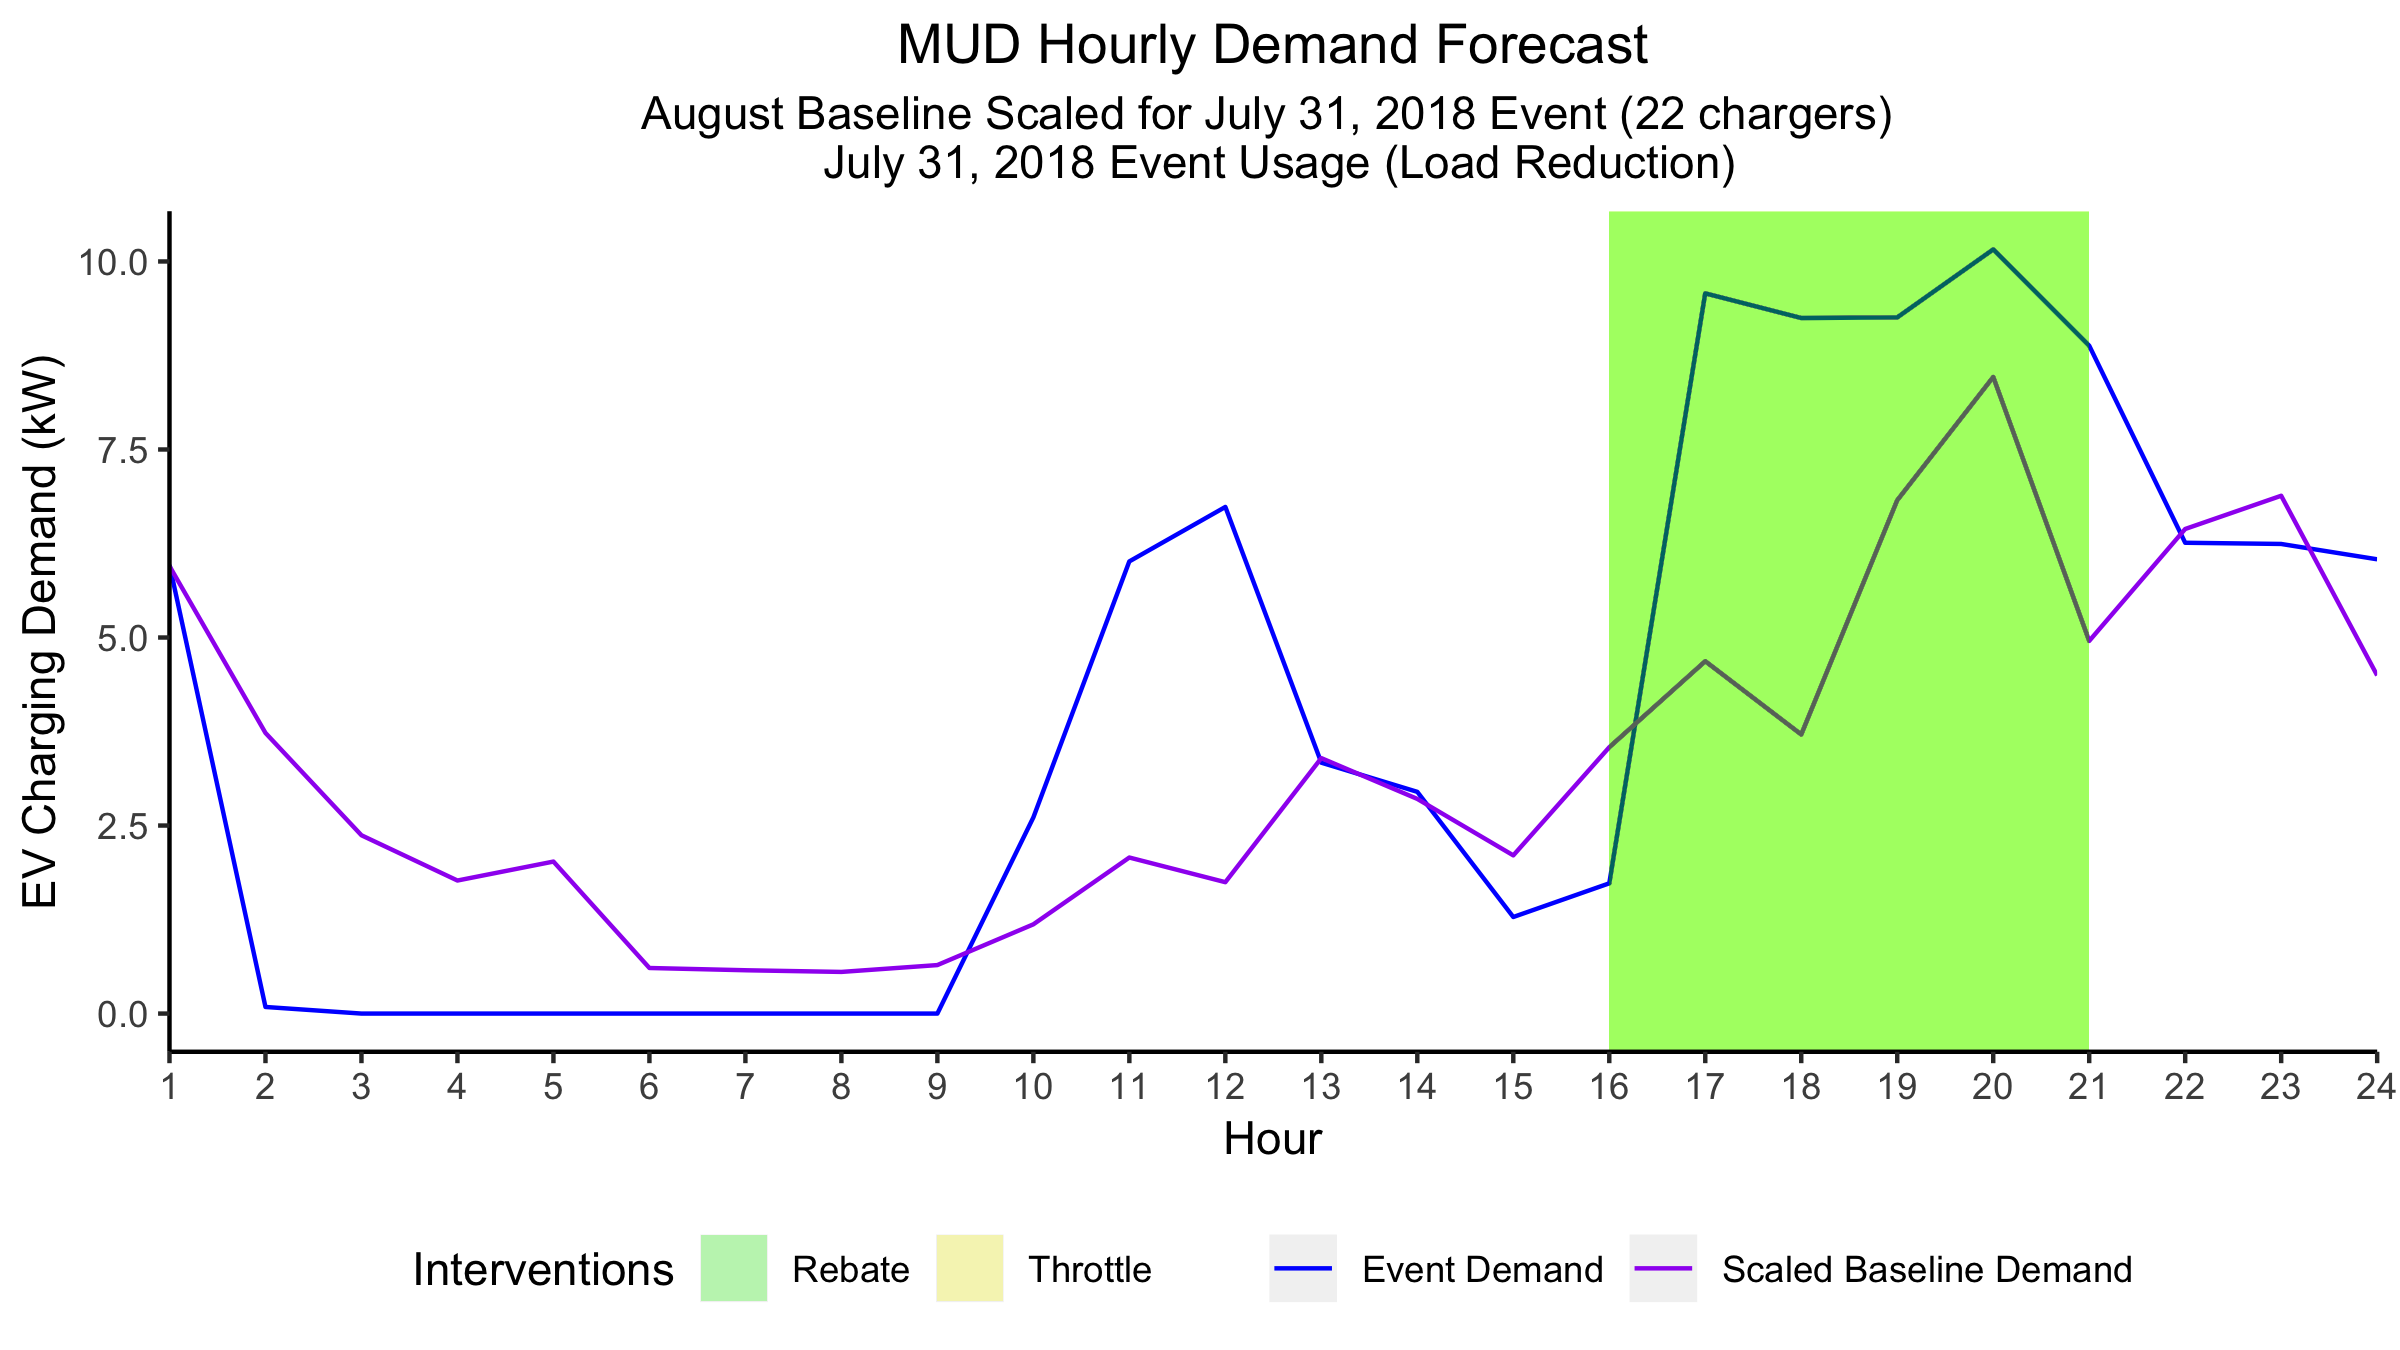 MUD Hourly Demand Forecast
August Baseline Scaled for July 31, 2018 Event (22 chargers)
July 31, 2018 Event Usage (Load Reduction)
EV Charging Demand (kW)
10.0
7.5
5.0
2.5
0.0
1 2 3 4 5 6 7 8 9 10 11 12 13 14 15 16 17 18 19 20 21 22 23 24
Hour
Interventions Rebate Throttle Event Demand Scaled Baseline Demand